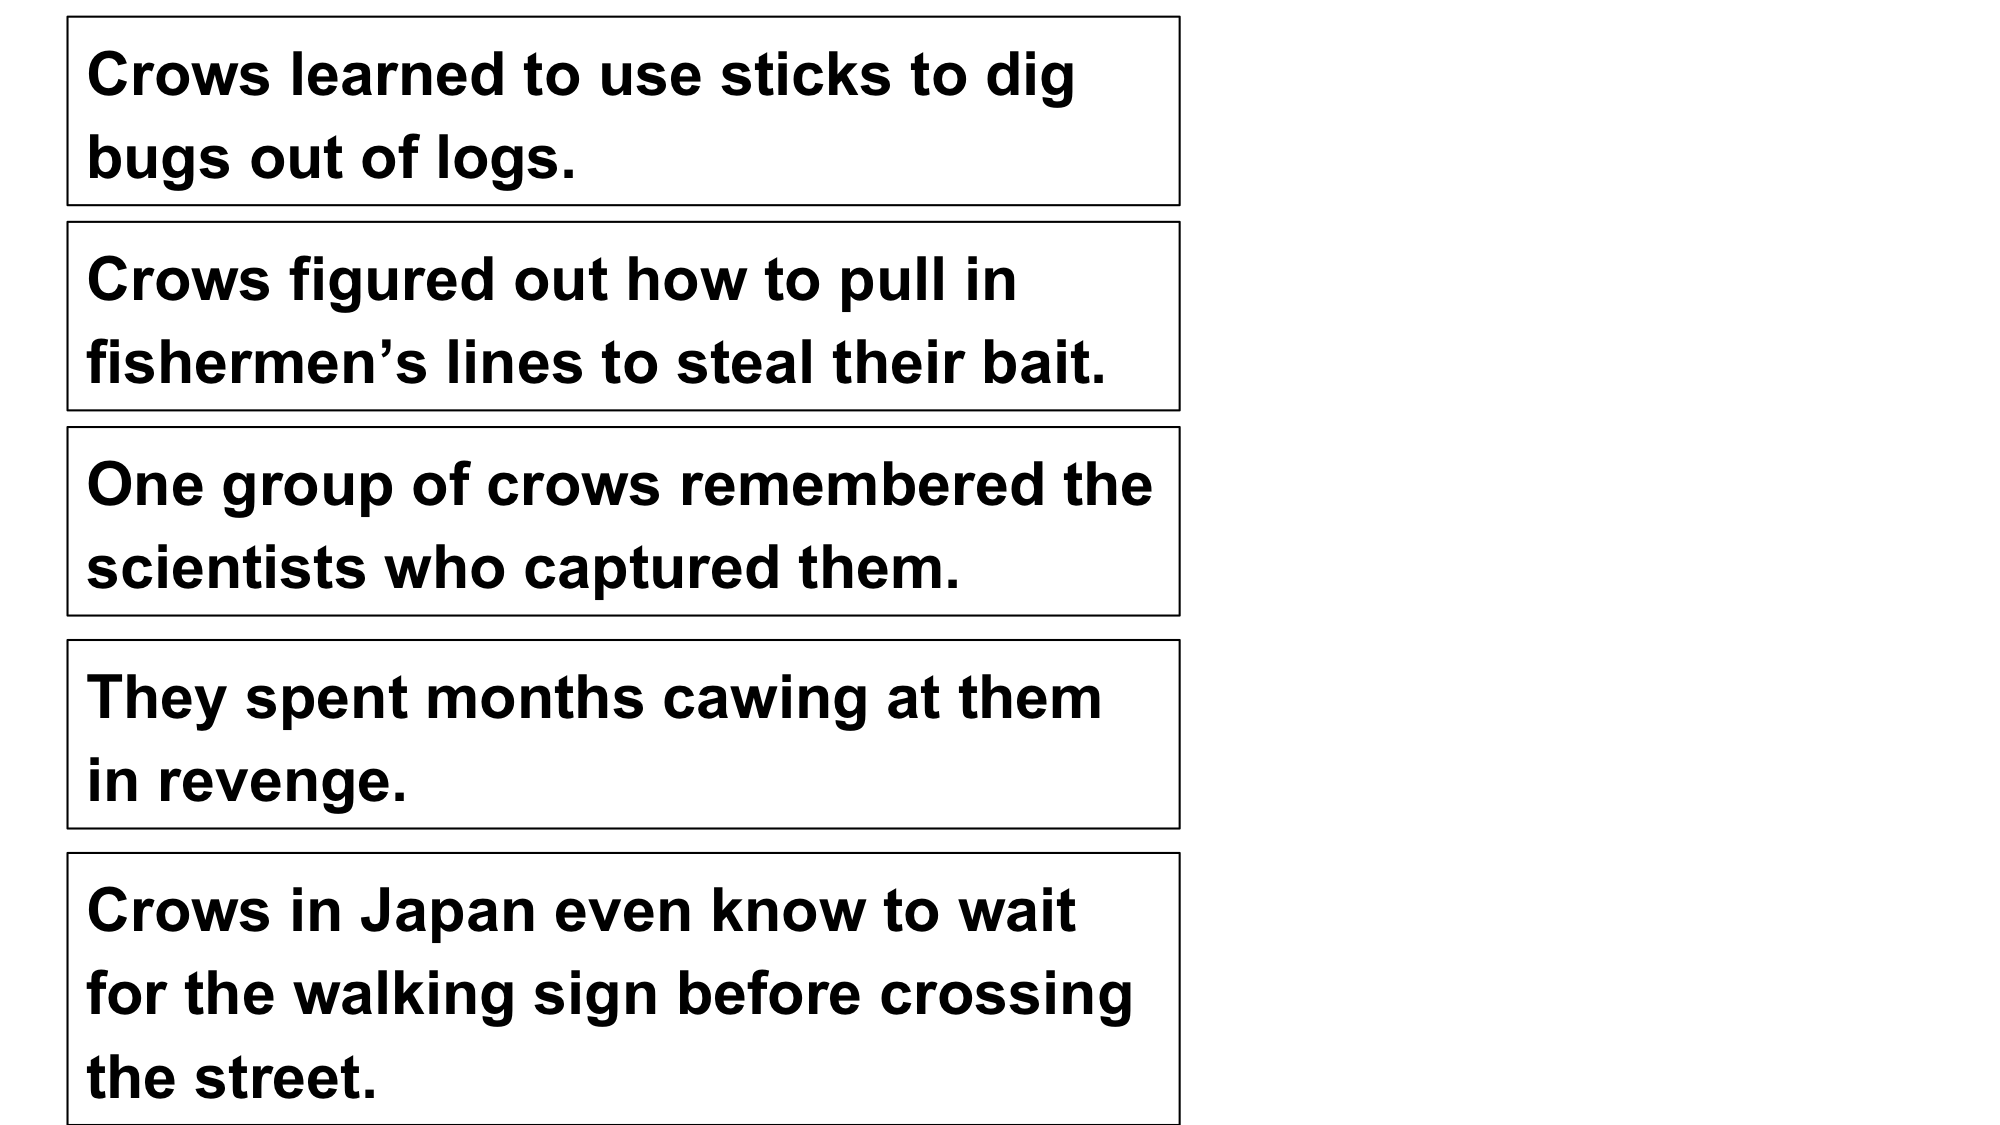 Crows learned to use sticks to dig
bugs out of logs.
Crows figured out how to pull in
fishermen’s lines to steal their bait.
One group of crows remembered the
scientists who captured them.
They spent months cawing at them
in revenge.
Crows in Japan even know to wait
for the walking sign before crossing
the street.